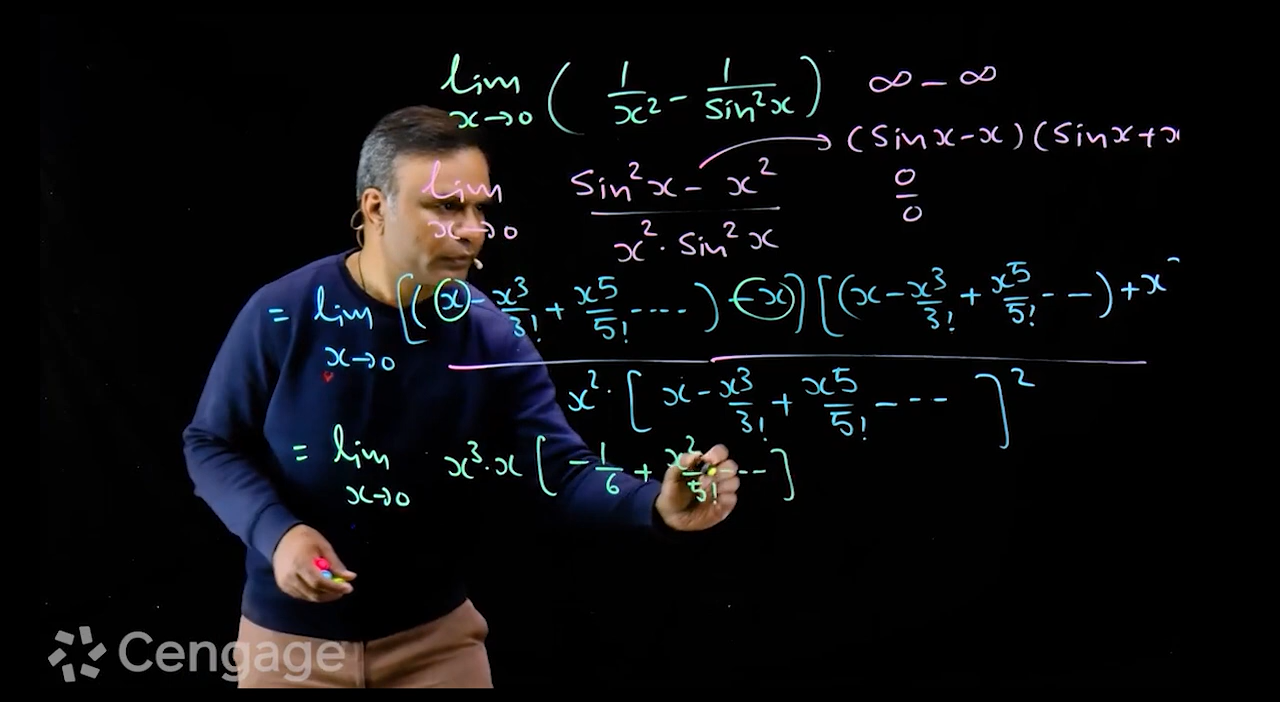 lim x→0 ( 1/x² - 1/sin²x ) ∞ - ∞
(sinx-x)(sinx+x
lim x→0 sin²x - x² / x² · sin²x 0/0
= lim x→0 [(x - x³/3! + x⁵/5! ····) - x)] [(x - x³/3! + x⁵/5! - - -) + x
x² · [x - x³/3! + x⁵/5! - - - -]²
= lim x→0 x³·x [ -1/6 + x²/5! - - - ]
Cengage